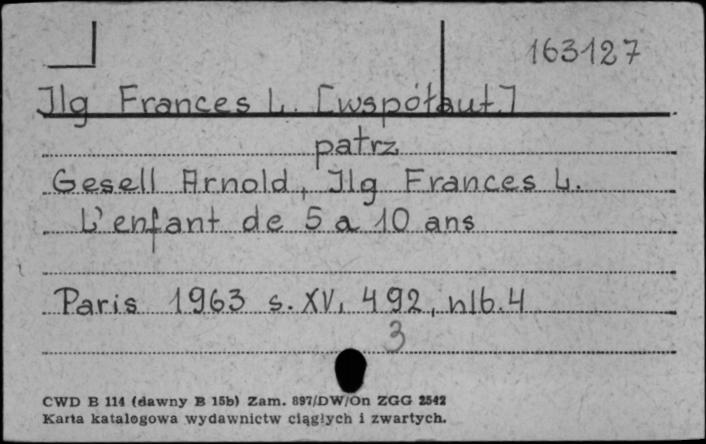 163127
Ilg Frances L. [współaut.]
patrz
Gesell Arnold, Ilg Frances L.
L'enfant de 5 a 10 ans
Paris 1963 s. XV, 492, nlb. 4
3
CWD B 114 (dawny B 15b) Zam. 897/DW/On ZGG 2542
Karta katalogowa wydawnictw ciągłych i zwartych.